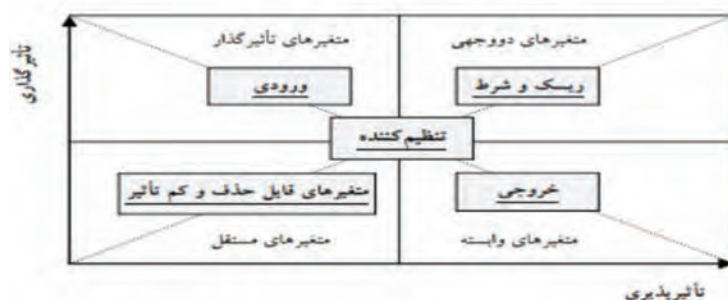 متغیرهای دووجهی
متغیرهای تأثیرگذار
تأثیرگذاری
ریسک و شرط
ورودی
تنظیم‌کننده
خروجی
متغیرهای قابل حذف و کم تأثیر
متغیرهای وابسته
متغیرهای مستقل
تأثیرپذیری